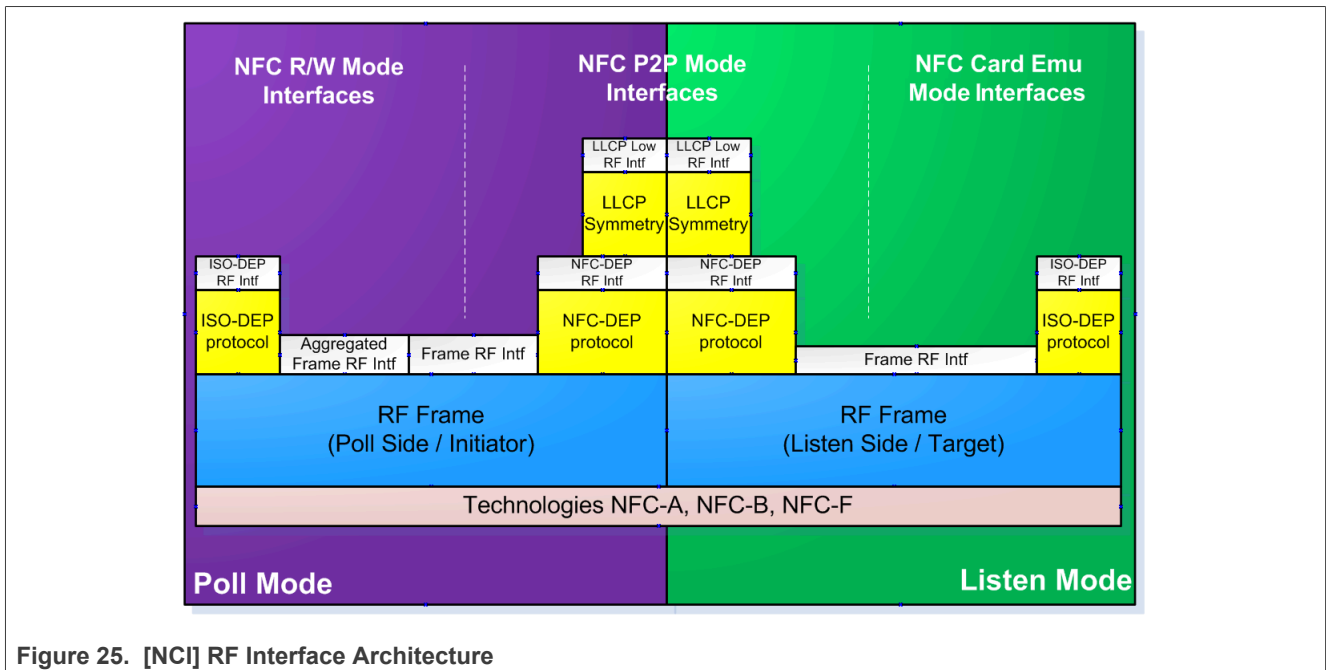 NFC R/W Mode
Interfaces
NFC P2P Mode
Interfaces
NFC Card Emu
Mode Interfaces
LLCP Low
RF Intf
LLCP Low
RF Intf
LLCP
Symmetry
LLCP
Symmetry
ISO-DEP
RF Intf
NFC-DEP
RF Intf
NFC-DEP
RF Intf
ISO-DEP
RF Intf
ISO-DEP
protocol
Aggregated
Frame RF Intf
Frame RF Intf
NFC-DEP
protocol
NFC-DEP
protocol
Frame RF Intf
ISO-DEP
protocol
RF Frame
(Poll Side / Initiator)
RF Frame
(Listen Side / Target)
Technologies NFC-A, NFC-B, NFC-F
Poll Mode
Listen Mode
Figure 25. [NCI] RF Interface Architecture